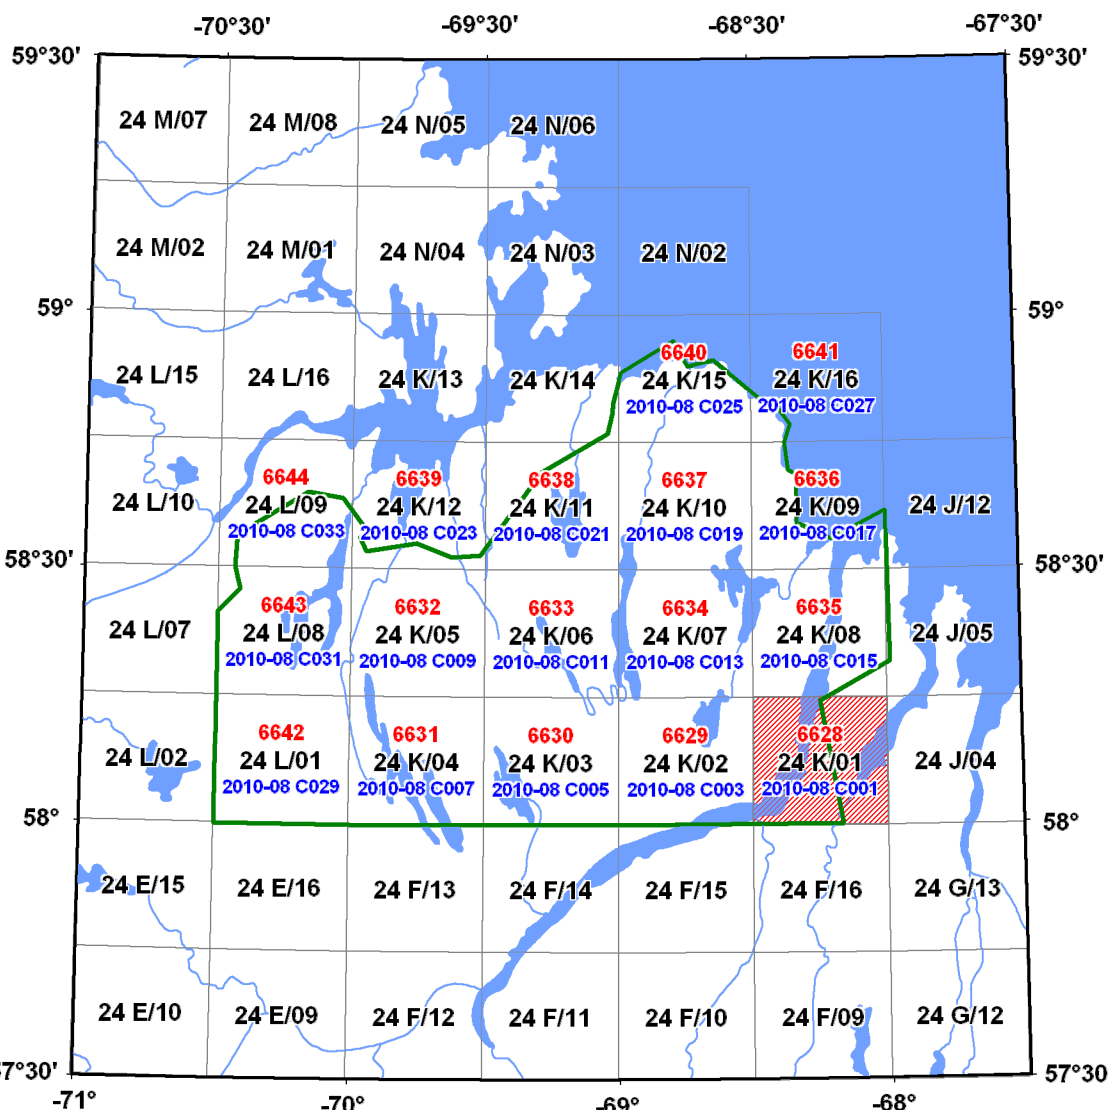 -70°30' -69°30' -68°30' -67°30'
59°30' 59°30'
24 M/07 24 M/08 24 N/05 24 N/06
24 M/02 24 M/01 24 N/04 24 N/03 24 N/02
59° 59°
6640 6641
24 L/15 24 L/16 24 K/13 24 K/14 24 K/15 24 K/16
2010-08 C025 2010-08 C027
6644 6639 6638 6637 6636
24 L/10 24 L/09 24 K/12 24 K/11 24 K/10 24 K/09 24 J/12
2010-08 C033 2010-08 C023 2010-08 C021 2010-08 C019 2010-08 C017
58°30' 58°30'
6643 6632 6633 6634 6635
24 L/07 24 L/08 24 K/05 24 K/06 24 K/07 24 K/08 24 J/05
2010-08 C031 2010-08 C009 2010-08 C011 2010-08 C013 2010-08 C015
6642 6631 6630 6629 6628
24 L/02 24 L/01 24 K/04 24 K/03 24 K/02 24 K/01 24 J/04
2010-08 C029 2010-08 C007 2010-08 C005 2010-08 C003 2010-08 C001
58° 58°
24 E/15 24 E/16 24 F/13 24 F/14 24 F/15 24 F/16 24 G/13
24 E/10 24 E/09 24 F/12 24 F/11 24 F/10 24 F/09 24 G/12
7°30' 57°30
-71° -70° -69° -68°